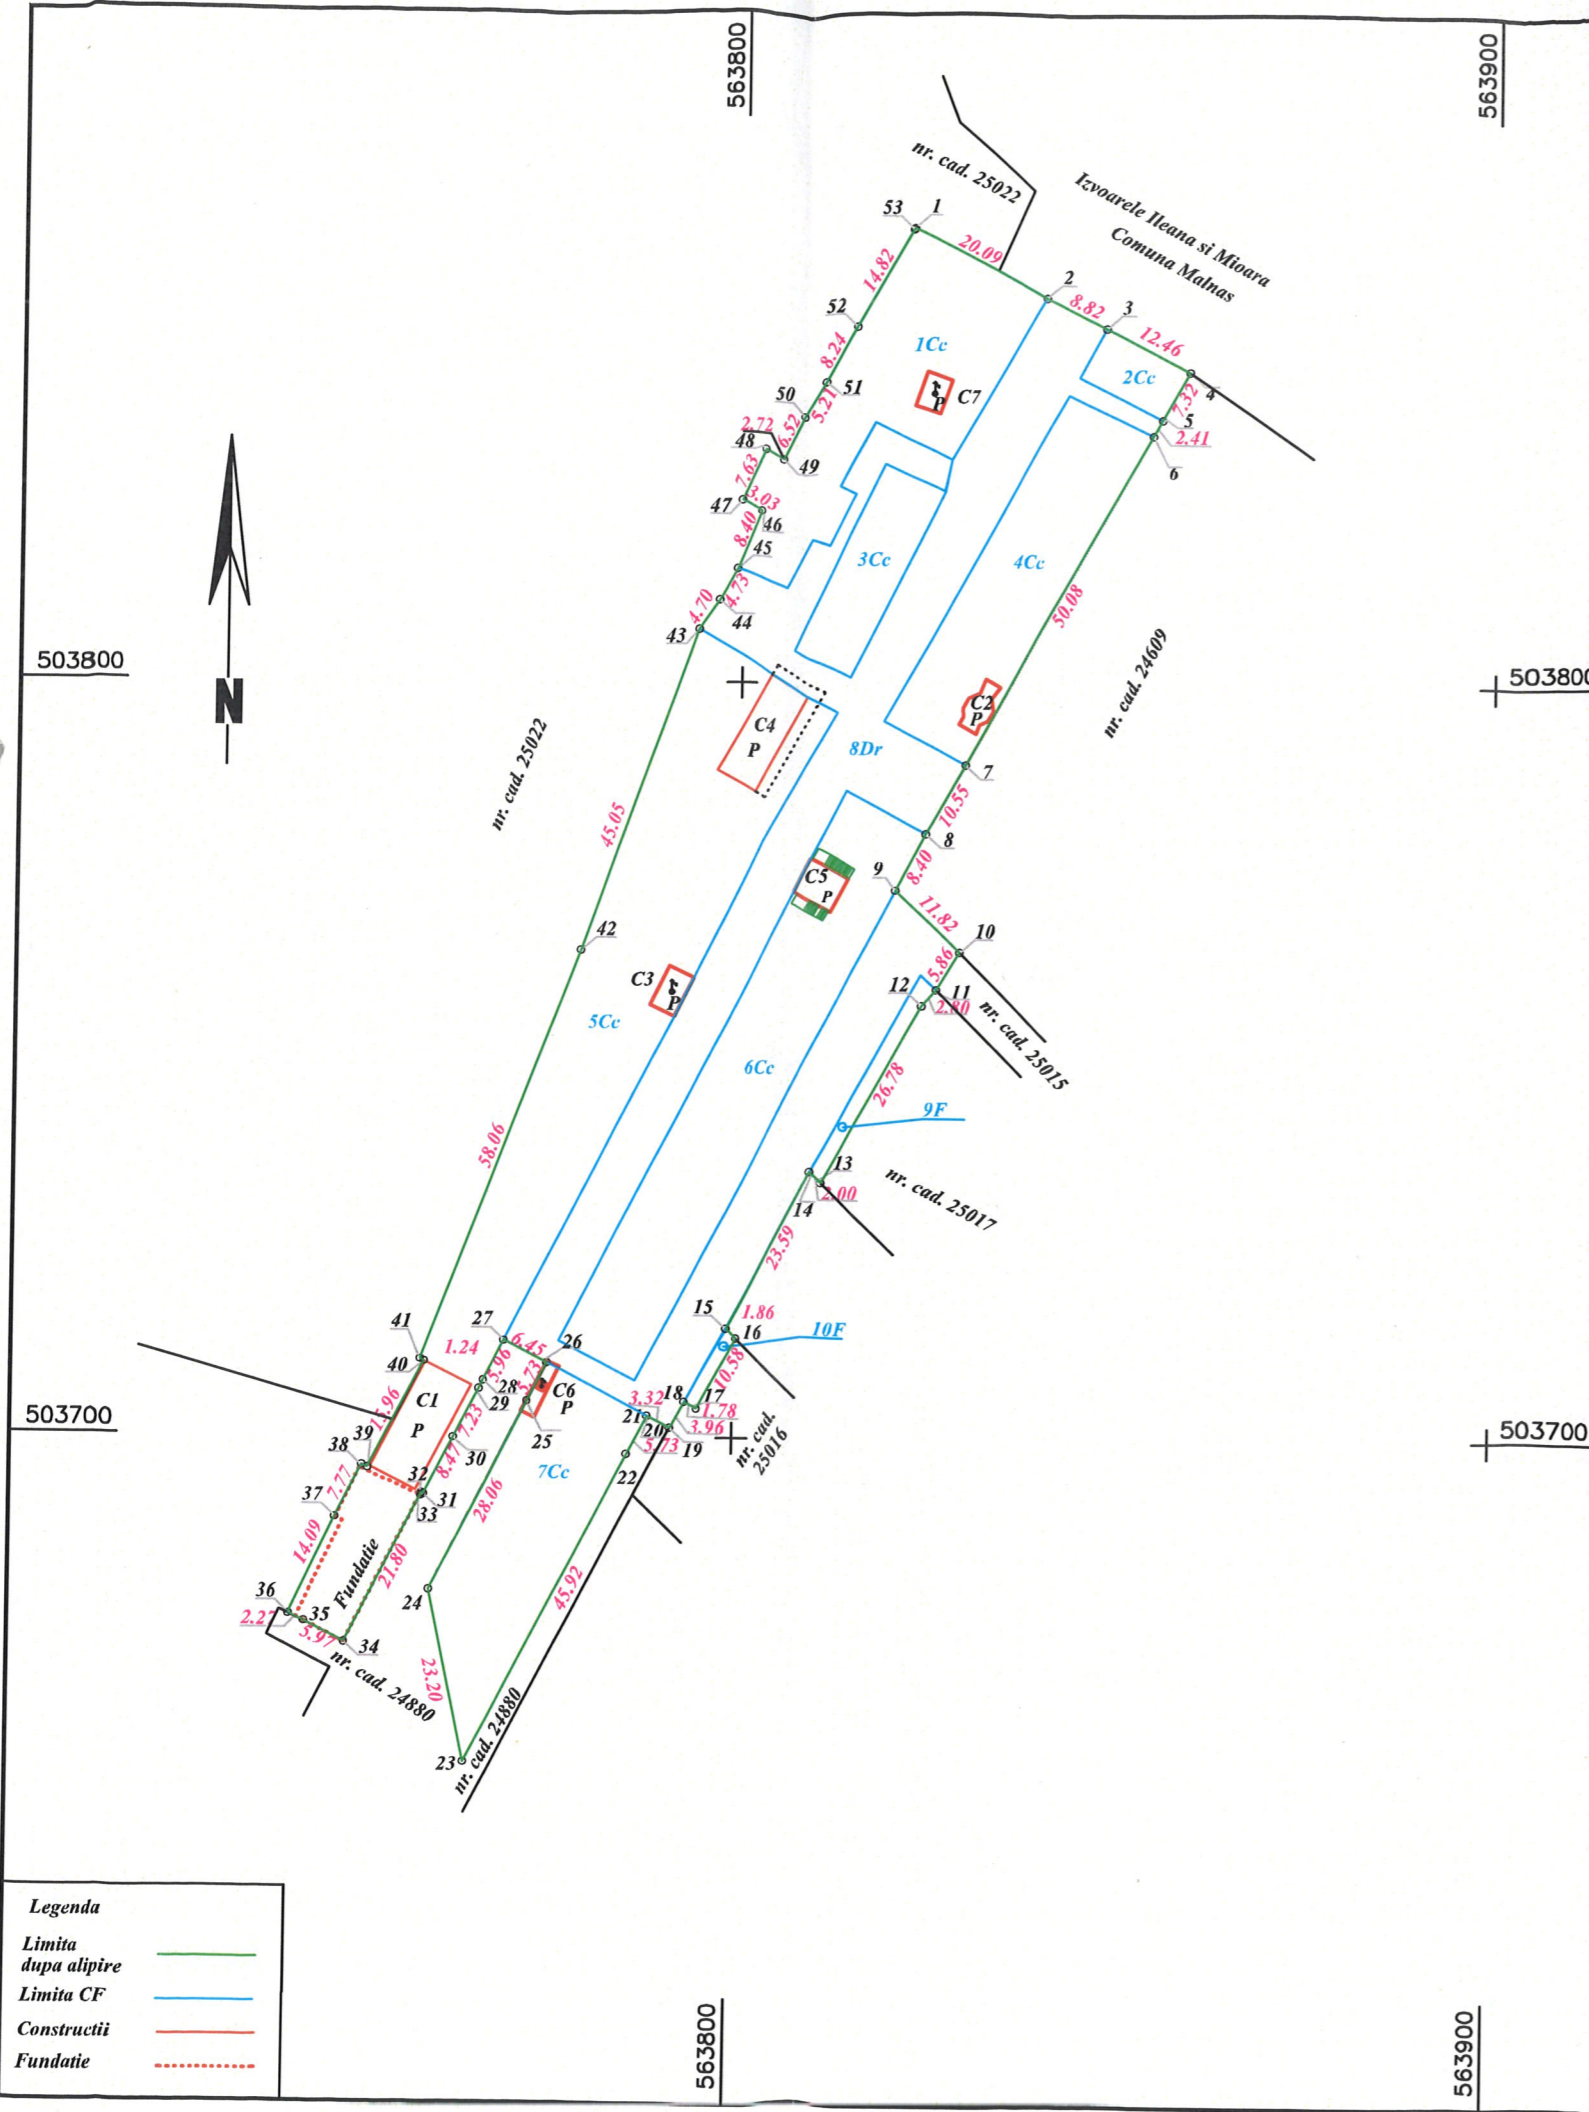 563800
563900
nr. cad. 25022
Izvoarele Ileana si Mioara
Comuna Malnas
53
1
20.09
14.82
2
8.82
3
12.46
52
1Cc
2Cc
4
8.24
7.32
C7
P
51
5
50
5.21
2.41
2.72
6.52
6
48
49
7.63
47
3.03
46
8.40
45
3Cc
4Cc
4.73
4.70
44
50.08
43
503800
503800
nr. cad. 24609
C2
P
C4
P
8Dr
nr. cad. 25022
7
10.55
N
45.05
8
8.40
9
C5
P
11.82
42
10
5.86
C3
P
12
11
2.80
nr. cad. 25015
5Cc
6Cc
26.78
9F
58.06
13
nr. cad. 25017
2.00
14
23.59
15
1.86
16
10F
27
6.45
26
41
1.24
40
5.96
5.73
10.58
28
29
C6
P
C1
P
15.96
3.32
18
17
1.78
21
20
3.96
19
503700
503700
7.23
39
38
30
25
5.73
nr. cad.
25016
8.47
22
7Cc
7.77
32
31
33
37
28.06
14.09
Fundatie
21.80
45.92
36
24
2.27
35
5.97
34
nr. cad. 24880
23.20
23
nr. cad. 24880
Legenda
Limita
dupa alipire
Limita CF
Constructii
Fundatie
563800
563900